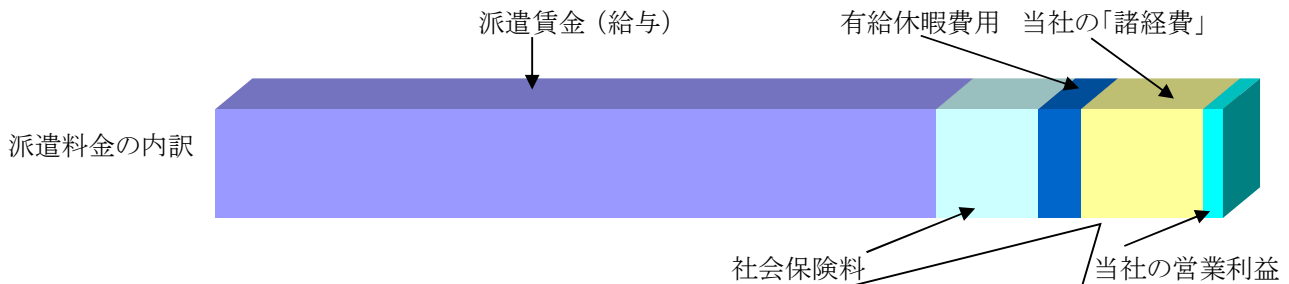 派遣賃金（給与）
有給休暇費用
当社の「諸経費」
派遣料金の内訳
社会保険料
当社の営業利益